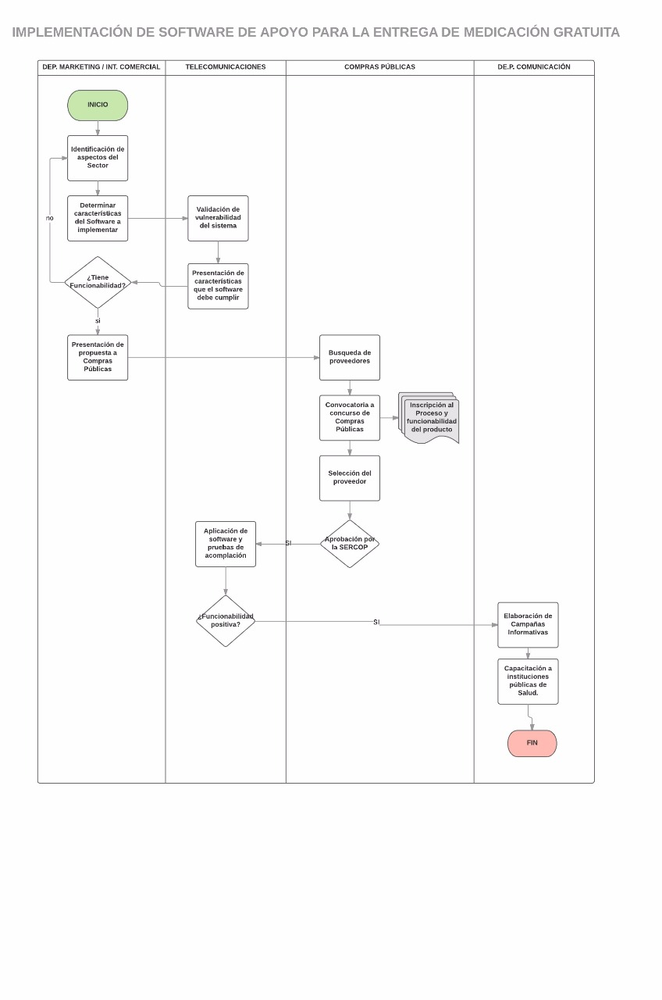 IMPLEMENTACIÓN DE SOFTWARE DE APOYO PARA LA ENTREGA DE MEDICACIÓN GRATUITA
DEP. MARKETING / INT. COMERCIAL
TELECOMUNICACIONES
COMPRAS PÚBLICAS
DE.P. COMUNICACIÓN
INICIO
Identificación de
aspectos del
Sector
Determinar
características
del Software a
implementar
Validación de
vulnerabilidad
del sistema
no
¿Tiene
Funcionabilidad?
Presentación de
características
que el software
debe cumplir
si
Presentación de
propuesta a
Compras
Públicas
Busqueda de
proveedores
Convocatoria a
concurso de
Compras
Públicas
Inscripción al
Proceso y
funcionabilidad
del producto
Selección del
proveedor
Aprobación por
la SERCOP
SI
Aplicación de
software y
pruebas de
acomplación
¿Funcionabilidad
positiva?
SI
Elaboración de
Campañas
Informativas
Capacitación a
instituciones
públicas de
Salud.
FIN